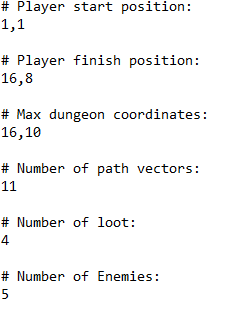 # Player start position:
1,1
# Player finish position:
16,8
# Max dungeon coordinates:
16,10
# Number of path vectors:
11
# Number of loot:
4
# Number of Enemies:
5